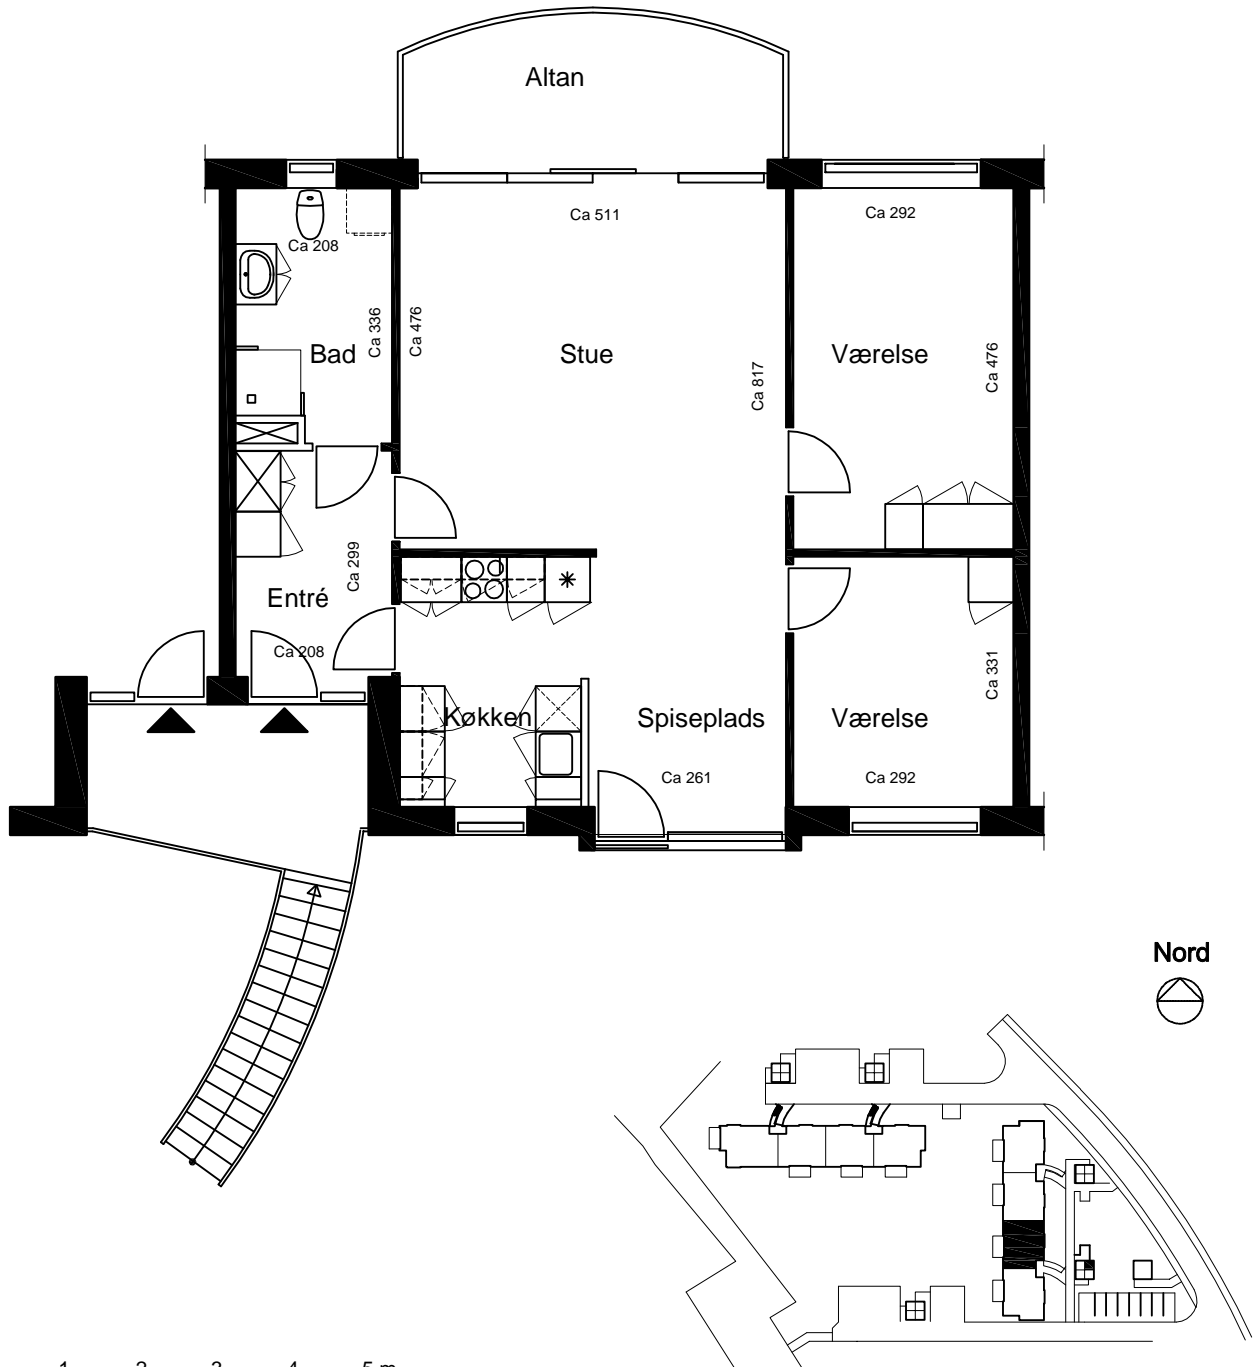 Altan
Ca 511
Ca 292
Ca 208
Ca 336
Ca 476
Bad
Stue
Ca 817
Værelse
Ca 476
Ca 299
Entré
Ca 208
Køkken
Spiseplads
Ca 261
Værelse
Ca 331
Ca 292
Nord
1 2 3 4 5 m